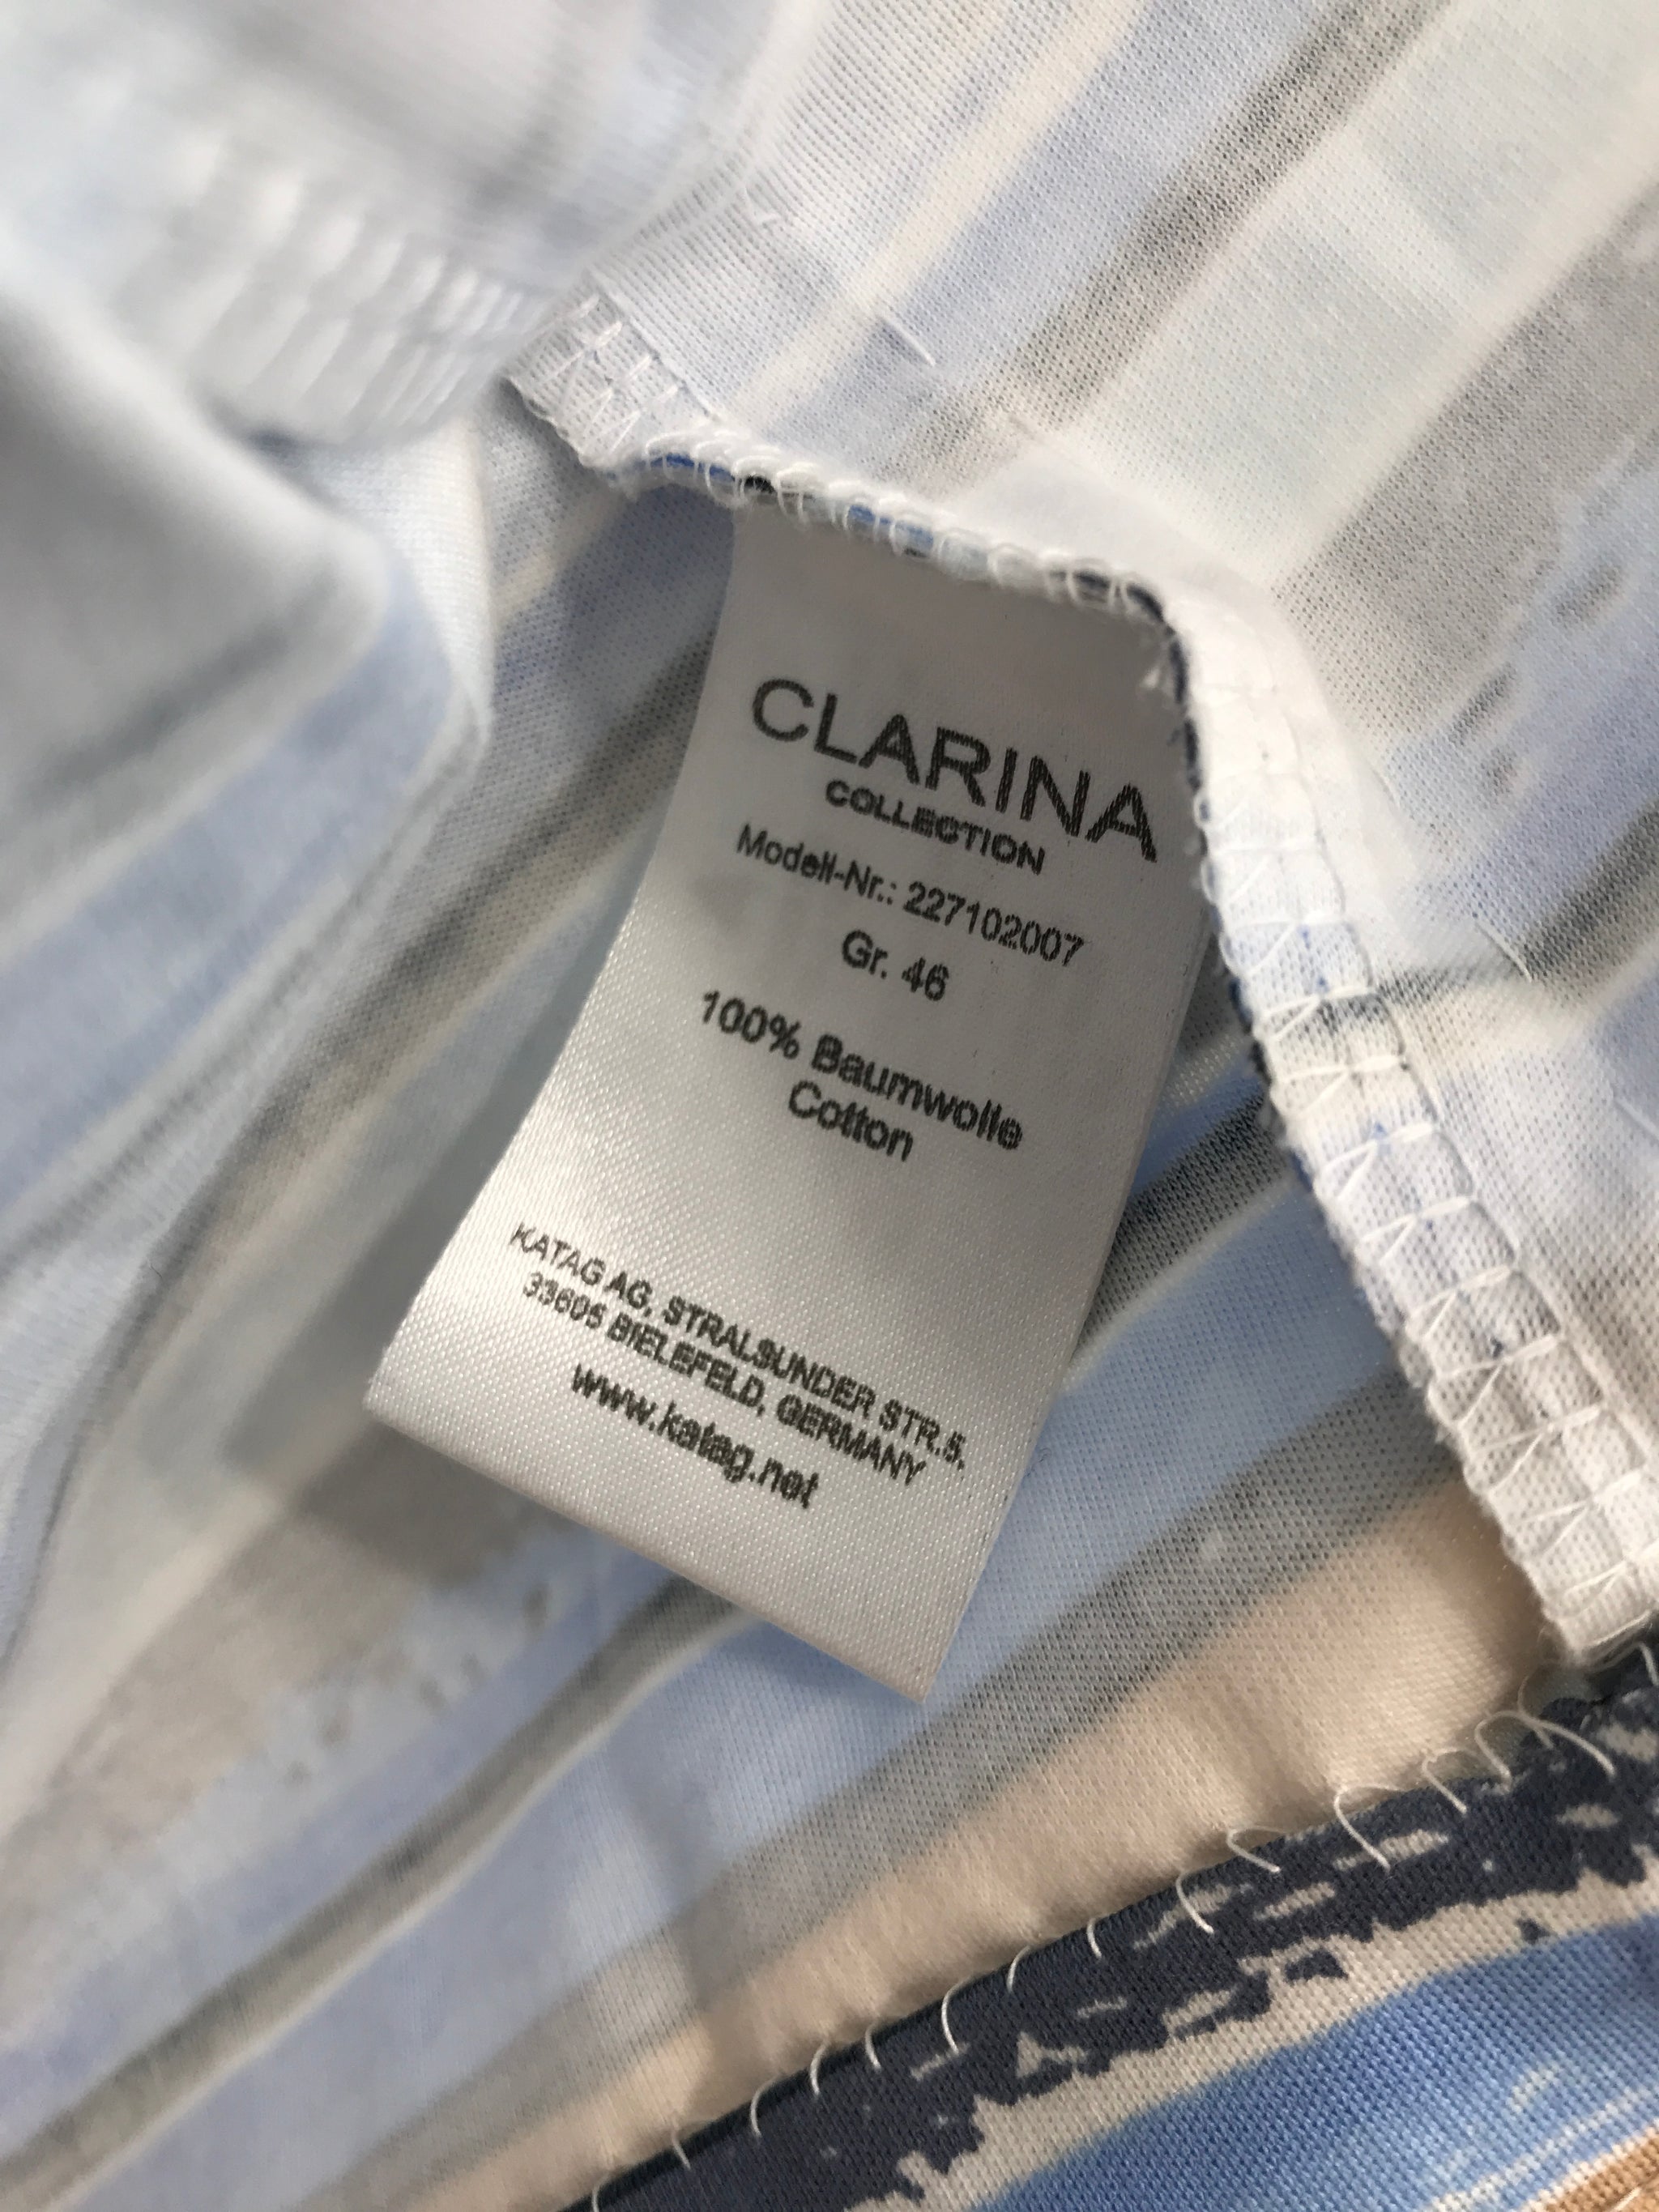 CLARINA
COLLECTION
Modell-Nr.: 227102007
Gr. 46
100% Baumwolle
Cotton
KATAG AG, STRALSUNDER STR.5,
33605 BIELEFELD, GERMANY
www.katag.net